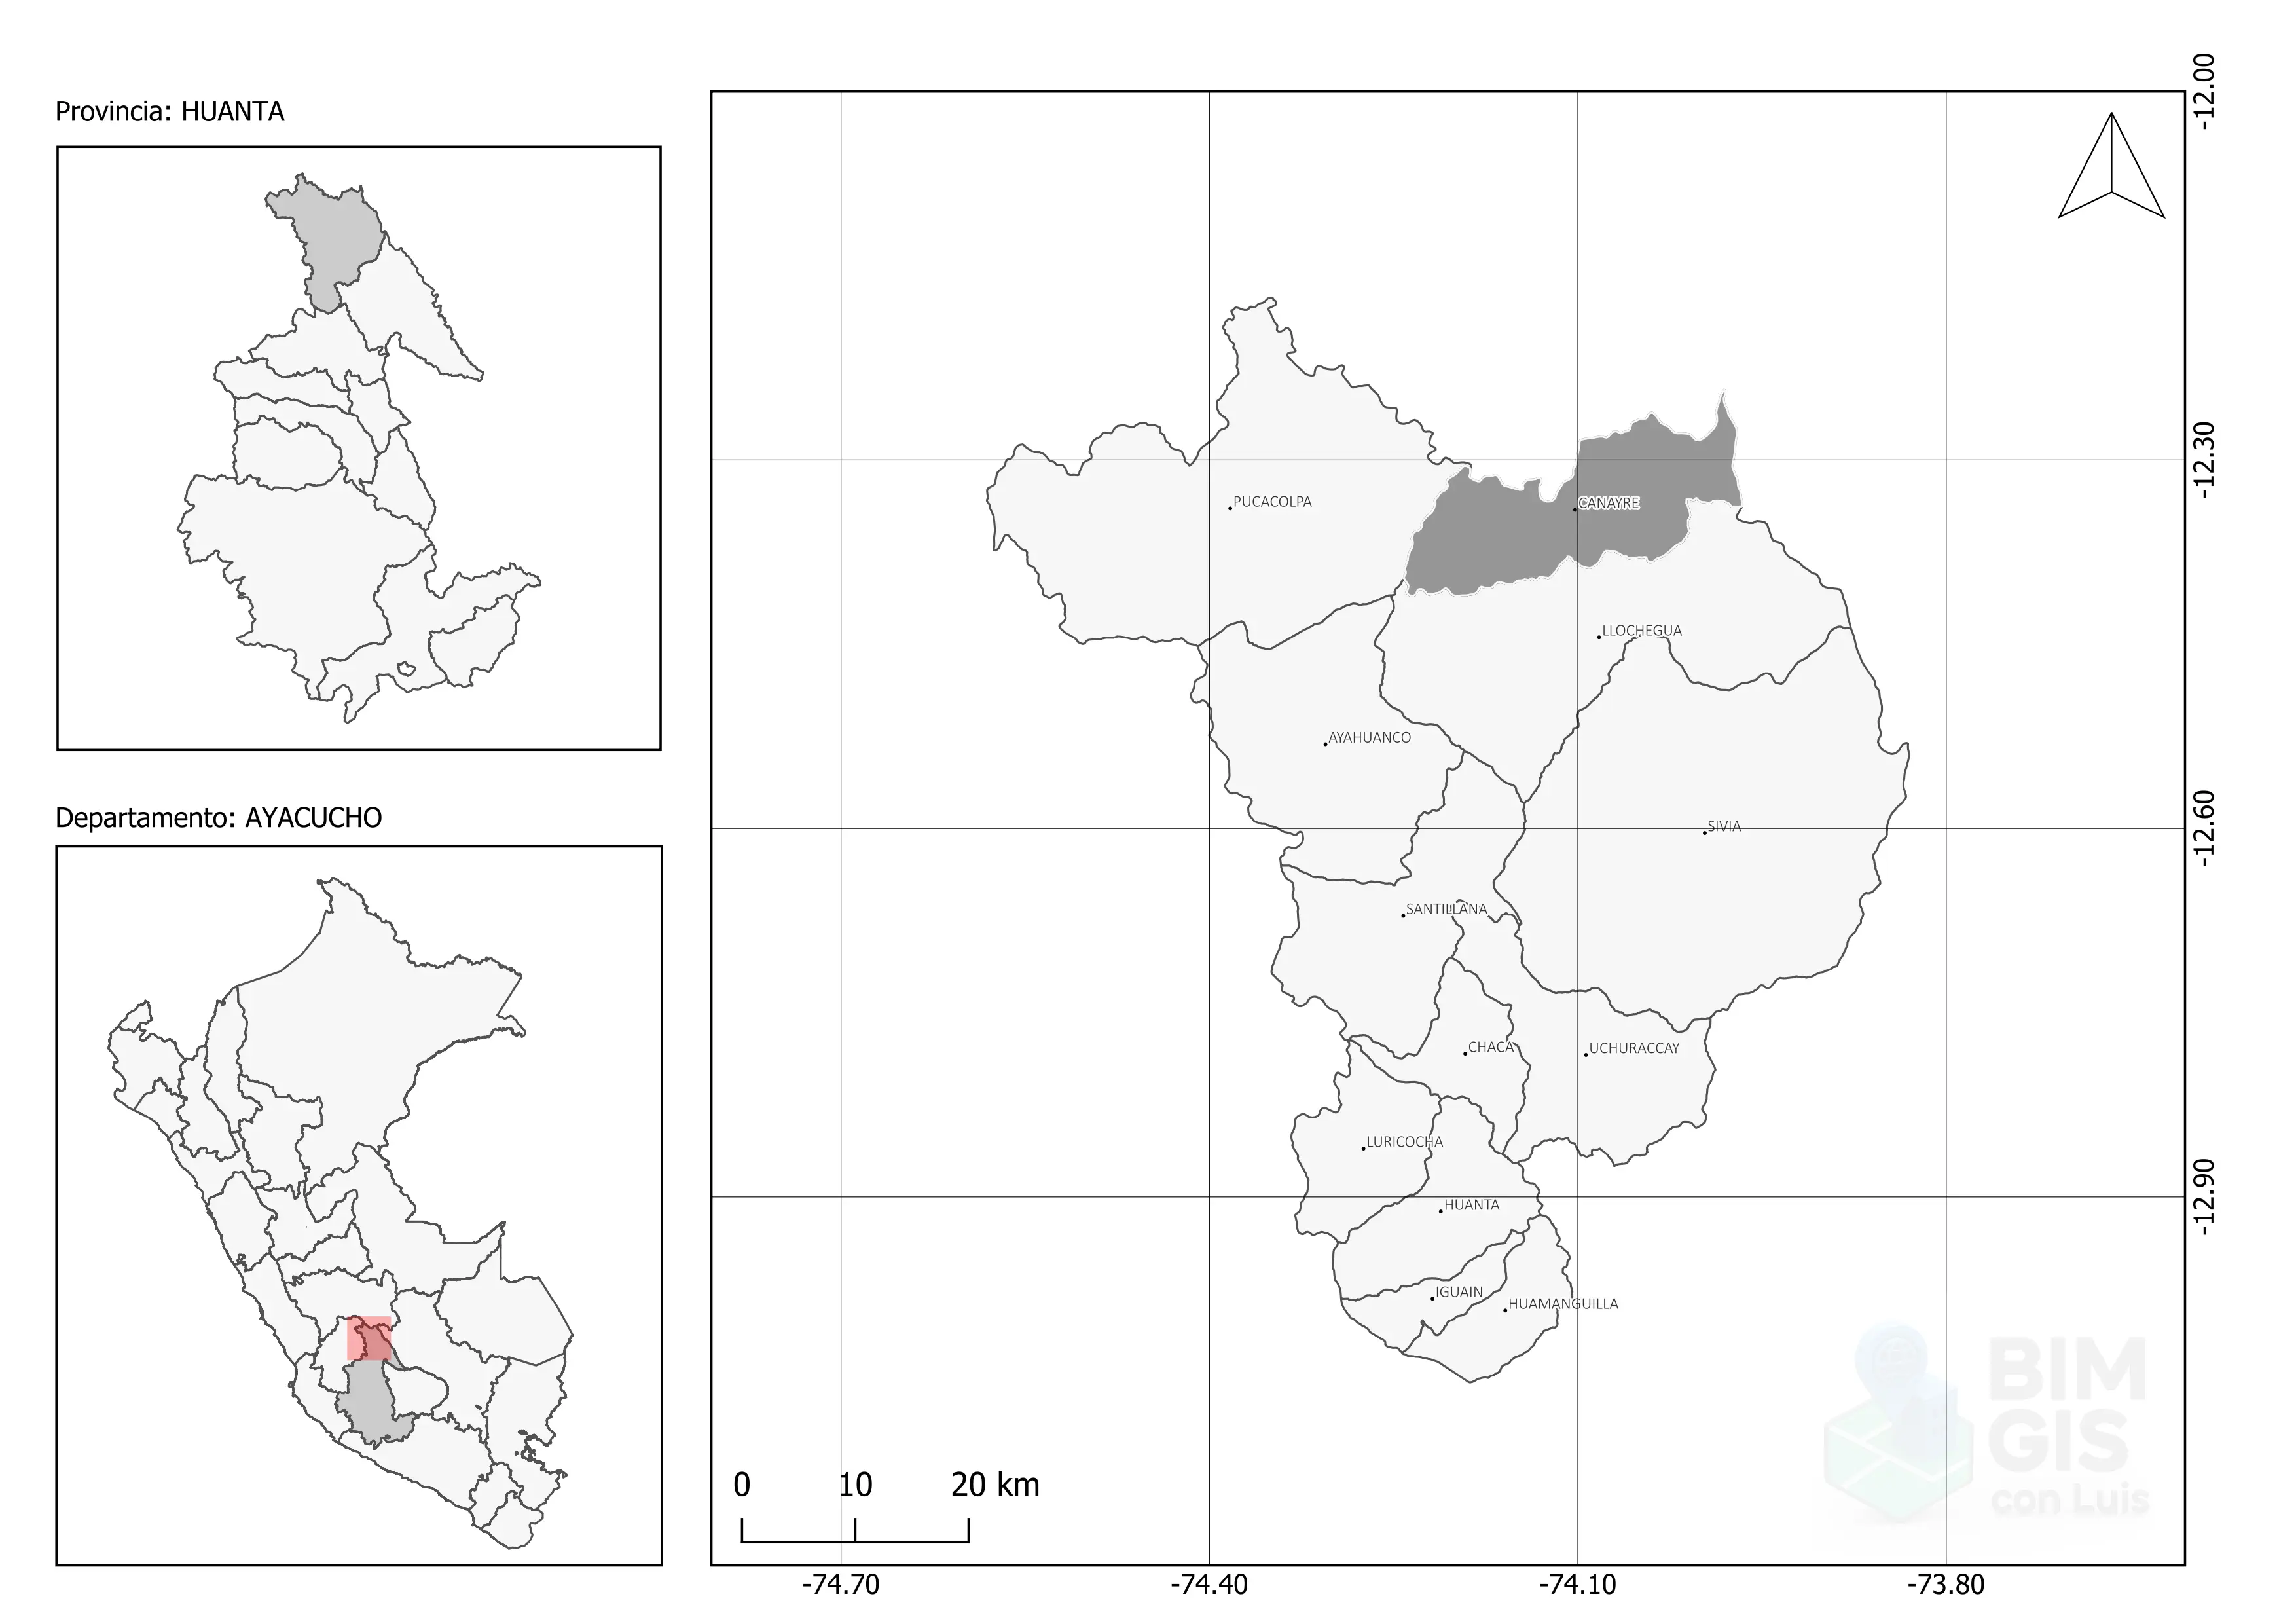 Provincia: HUANTA
Departamento: AYACUCHO
PUCACOLPA
CANAYRE
LLOCHEGUA
AYAHUANCO
SIVIA
SANTILLANA
CHACA
UCHURACCAY
LURICOCHA
HUANTA
IGUAIN
HUAMANGUILLA
-12.00
-12.30
-12.60
-12.90
0 10 20 km
-74.70 -74.40 -74.10 -73.80
BIM
GIS
con Luis